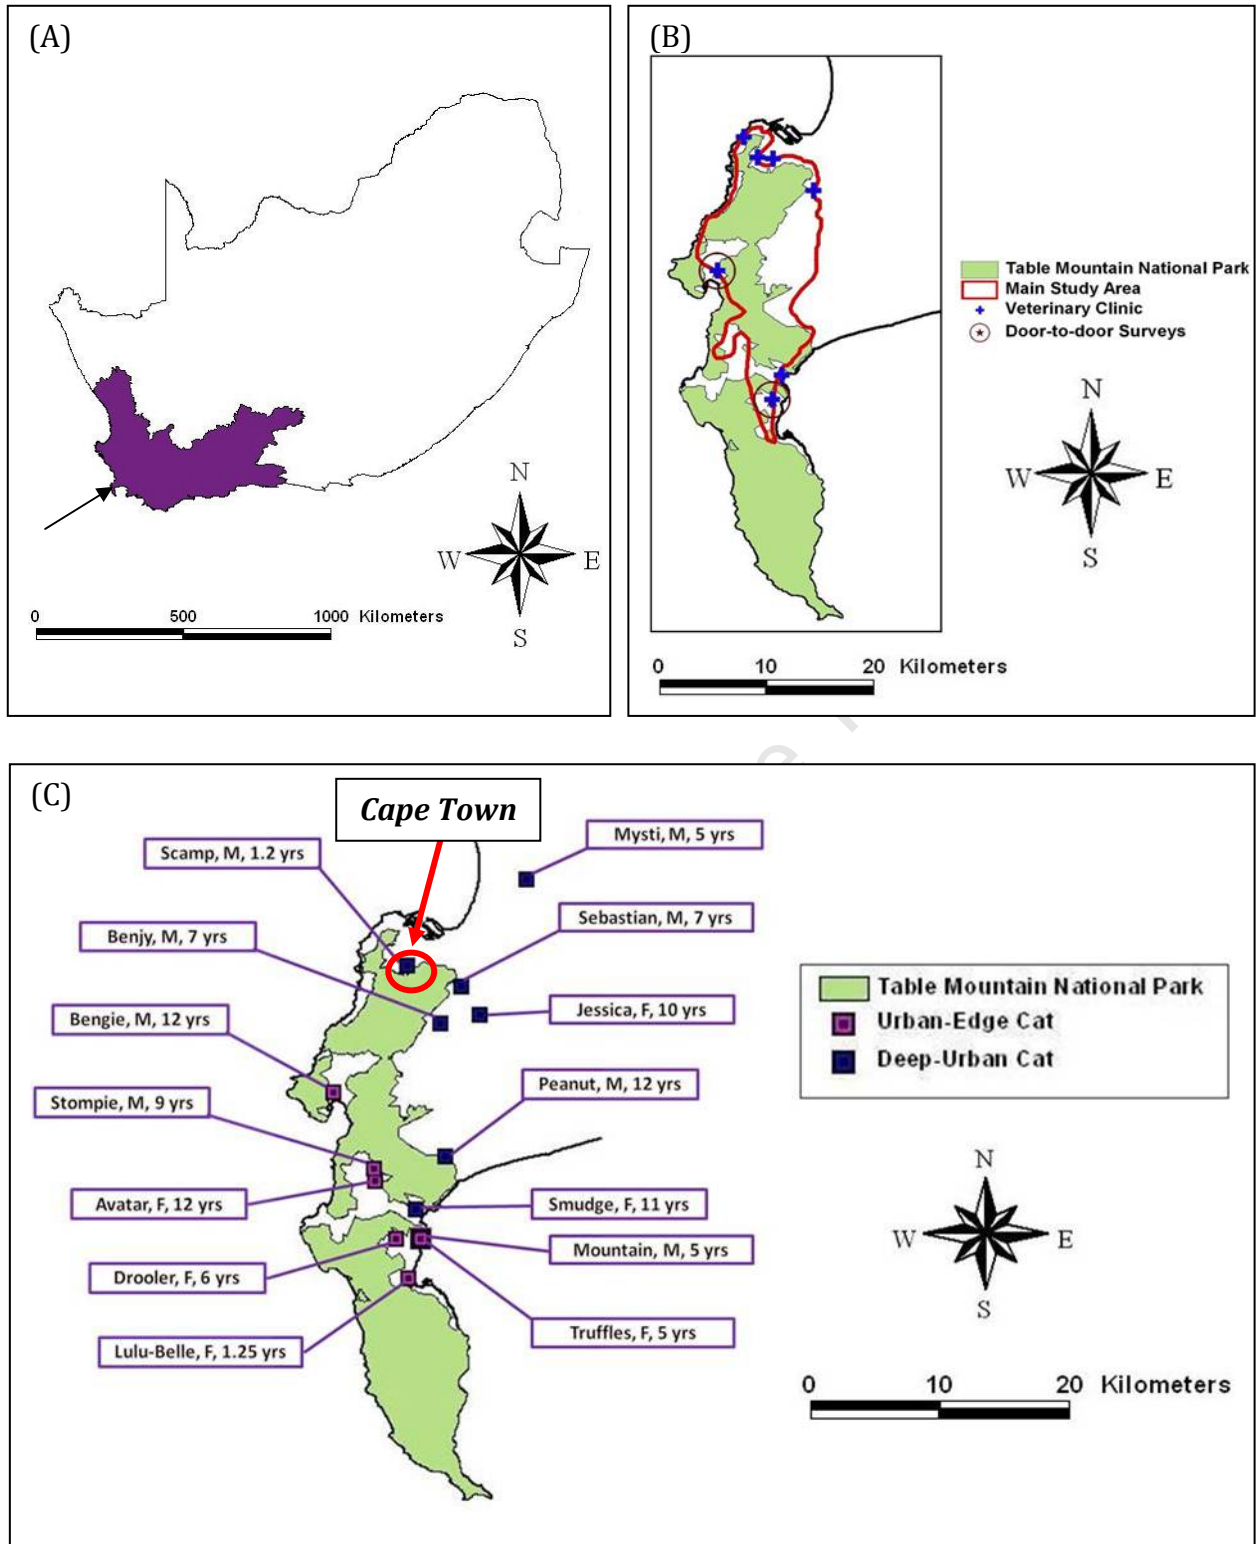 (A)
N
W E
S
0 500 1000 Kilometers
(B)
Table Mountain National Park
Main Study Area
Veterinary Clinic
Door-to-door Surveys
N
W E
S
0 10 20 Kilometers
e
(C)
Cape Town
Mysti, M, 5 yrs
Scamp, M, 1.2 yrs
Sebastian, M, 7 yrs
Benjy, M, 7 yrs
Jessica, F, 10 yrs
Bengie, M, 12 yrs
Peanut, M, 12 yrs
Stompie, M, 9 yrs
Avatar, F, 12 yrs
Smudge, F, 11 yrs
Mountain, M, 5 yrs
Drooler, F, 6 yrs
Truffles, F, 5 yrs
Lulu-Belle, F, 1.25 yrs
Table Mountain National Park
Urban-Edge Cat
Deep-Urban Cat
N
W E
S
0 10 20 Kilometers